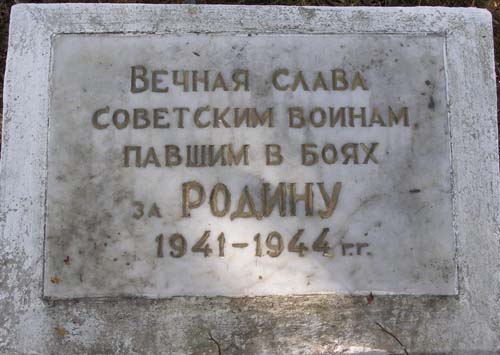 Вечная слава
советским воинам
павшим в боях
за РОДИНУ
1941-1944 г.г.